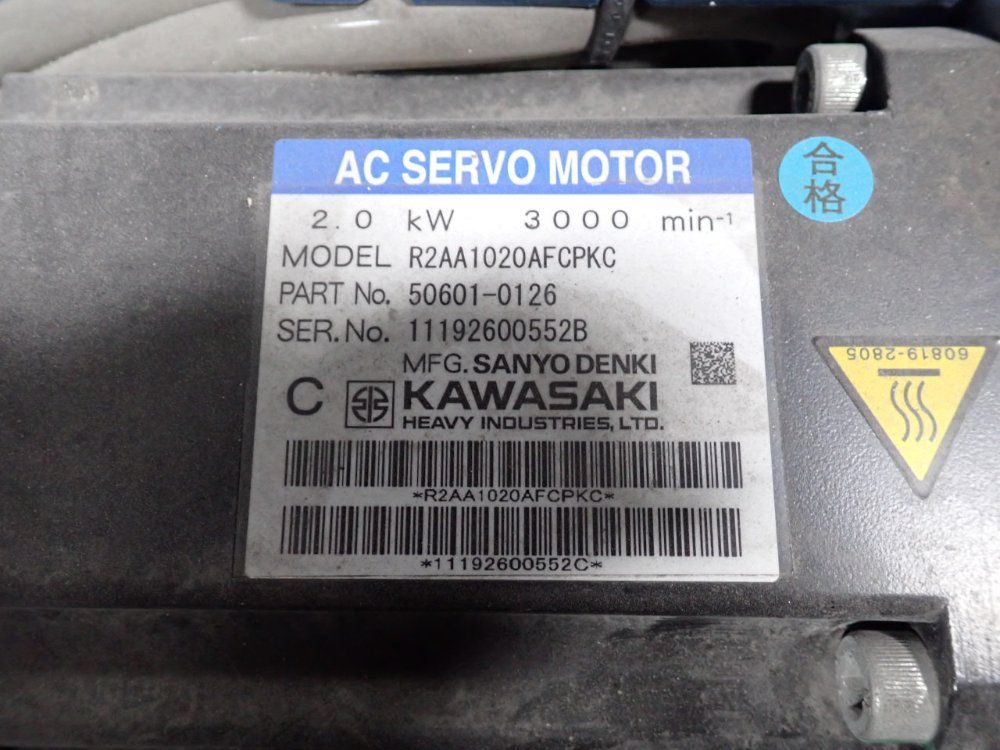 AC SERVO MOTOR
2.0 kW 3000 min-¹
MODEL R2AA1020AFCPKC
PART No. 50601-0126
SER.No. 11192600552B
MFG. SANYO DENKI
C KAWASAKI
HEAVY INDUSTRIES, LTD.
*R2AA1020AFCPKC*
*11192600552C*
合格
60819-2805